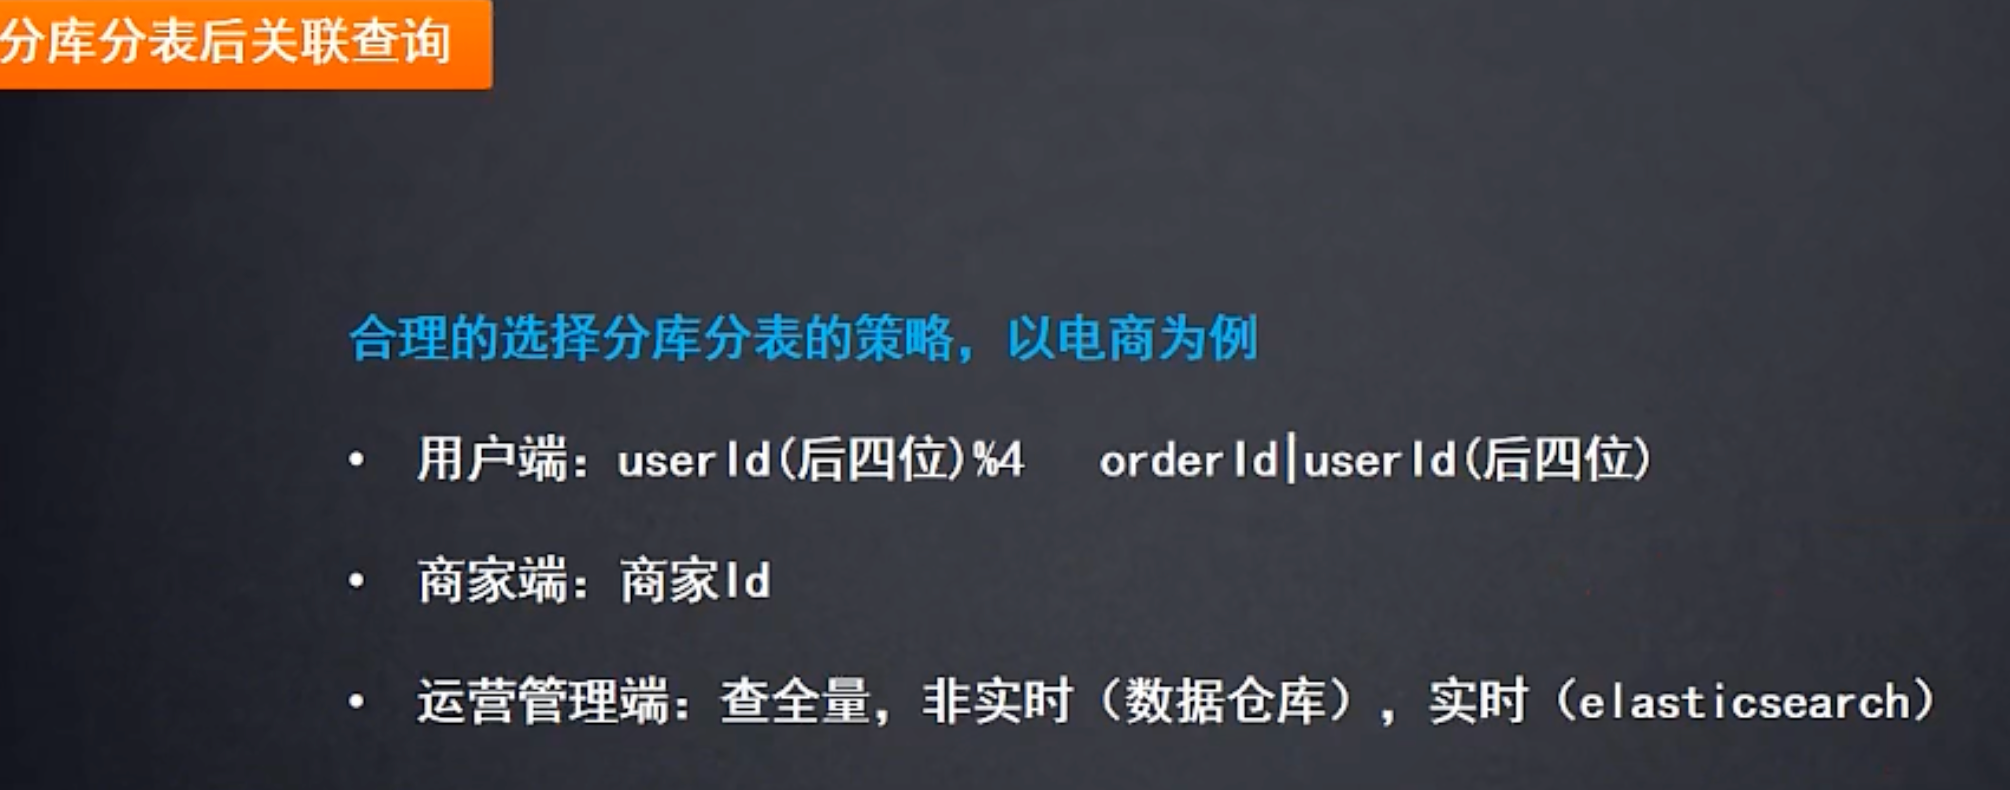 分库分表后关联查询
合理的选择分库分表的策略，以电商为例
• 用户端：userId(后四位)%4 orderId|userId(后四位)
• 商家端：商家Id
• 运营管理端：查全量，非实时（数据仓库），实时（elasticsearch）